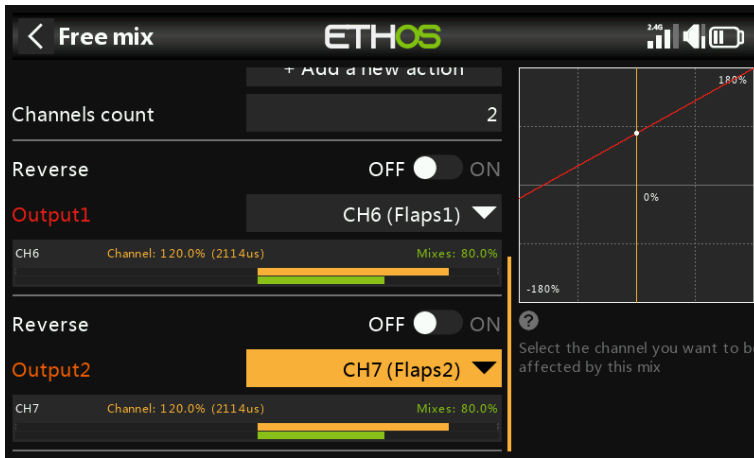 Free mix
ETHOS
2.4G
+ Add a new action
Channels count
2
Reverse
OFF ON
Output1
CH6 (Flaps1)
CH6 Channel: 120.0% (2114us) Mixes: 80.0%
Reverse
OFF ON
Output2
CH7 (Flaps2)
CH7 Channel: 120.0% (2114us) Mixes: 80.0%
180%
0%
-180%
?
Select the channel you want to be
affected by this mix